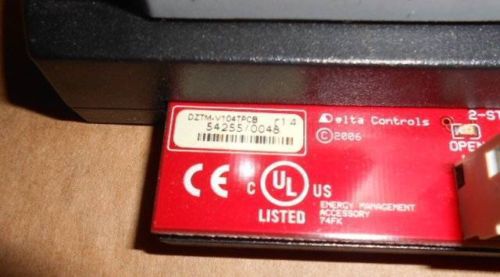 DZTM-V104TPCB r1.4
54255/0048
Delta Controls
©2006
2-ST
OPEN
CE
C UL US
LISTED
ENERGY MANAGEMENT
ACCESSORY
74FK